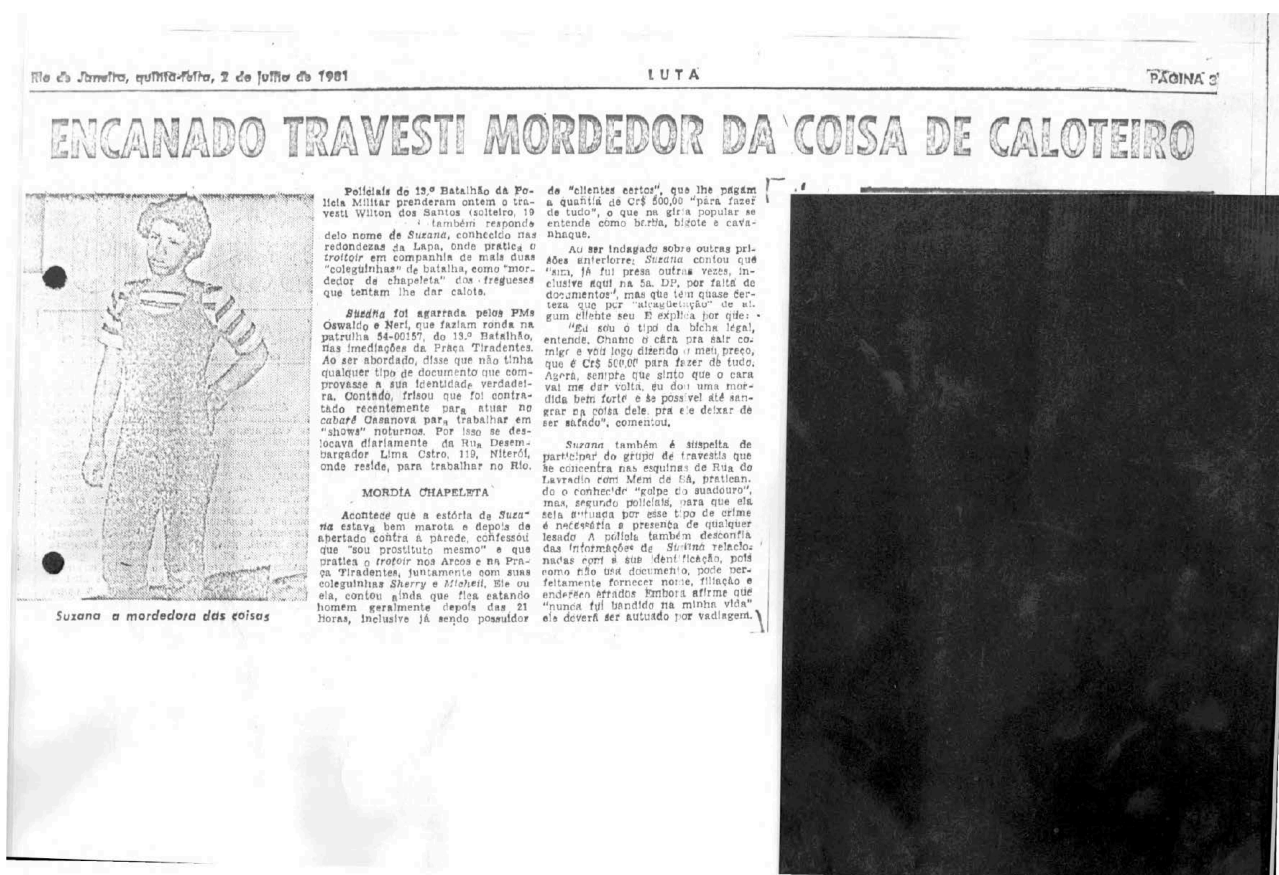 Rio de Janeiro, quinta-feira, 2 de julho de 1981
LUTA
PÁGINA 3
ENCANADO TRAVESTI MORDEDOR DA COISA DE CALOTEIRO
Suzana a mordedora das coisas
Policiais do 13.º Batalhão da Po-
licia Militar prenderam ontem o tra-
vesti Wilton dos Santos (solteiro, 19
também responde
delo nome de Suzana, conhecido nas
redondezas da Lapa, onde pratica o
troitoir em companhia de mais duas
"coleguinhas" de batalha, como "mor-
dedor de chapeleta" dos fregueses
que tentam lhe dar calote.
Suzana foi agarrada pelos PMs
Oswaldo e Neri, que faziam ronda na
patrulha 54-00157, do 13.º Batalhão,
nas imediações da Praça Tiradentes.
Ao ser abordado, disse que não tinha
qualquer tipo de documento que com-
provasse a sua identidade verdadei-
ra. Contudo, frisou que foi contra-
tado recentemente para atuar no
cabaré Casanova para trabalhar em
"shows" noturnos. Por isso se des-
locava diariamente da Rua Desem-
bargador Lima Cstro, 119, Niterói,
onde reside, para trabalhar no Rio.
MORDIA CHAPELETA
Acontece que a estória de Suza-
na estava bem marota e depois de
apertado contra a parede, confessou
que "sou prostituto mesmo" e que
pratica o trotoir nos Arcos e na Pra-
ça Tiradentes, juntamente com suas
coleguinhas Sherry e Micheli. Ele ou
ela, contou ainda que fica catando
homem geralmente depois das 21
horas, inclusive já sendo possuidor
de "clientes certos", que lhe pagam
a quantia de Cr$ 500,00 "para fazer
de tudo", o que na gíria popular se
entende como barba, bigote e cava-
nhaque.
Ao ser indagado sobre outras pri-
sões anteriorre; Suzana contou que
"sim, já fui presa outras vezes, in-
clusive aqui na 5a. DP, por falta de
documentos", mas que tem quase cer-
teza que por "alcagüetação" de al-
gum cliente seu E explica por que:
"Eu sou o tipo da bicha legal,
entende. Chamo o cara pra sair co-
migo e vou logo dizendo o meu preço,
que é Cr$ 500,00 para fazer de tudo.
Agora, sempre que sinto que o cara
vai me dar volta, eu dou uma mor-
dida bem forte e se possível até san-
grar na coisa dele, pra ele deixar de
ser safado", comentou.
Suzana também é suspeita de
participar do grupo de travestis que
se concentra nas esquinas de Rua do
Lavradio com Mem de Sá, pratican-
do o conhecido "golpe do suadouro",
mas, segundo policiais, para que ela
seja autuada por esse tipo de crime
é necessária a presença de qualquer
lesado A polícia também desconfia
das informações de Suzana relacio-
nadas com a sua identificação, pois
como não usa documento, pode per-
feitamente fornecer nome, filiação e
endereço errados Embora afirme que
"nunca fui bandido na minha vida"
ele deverá ser autuado por vadiagem.